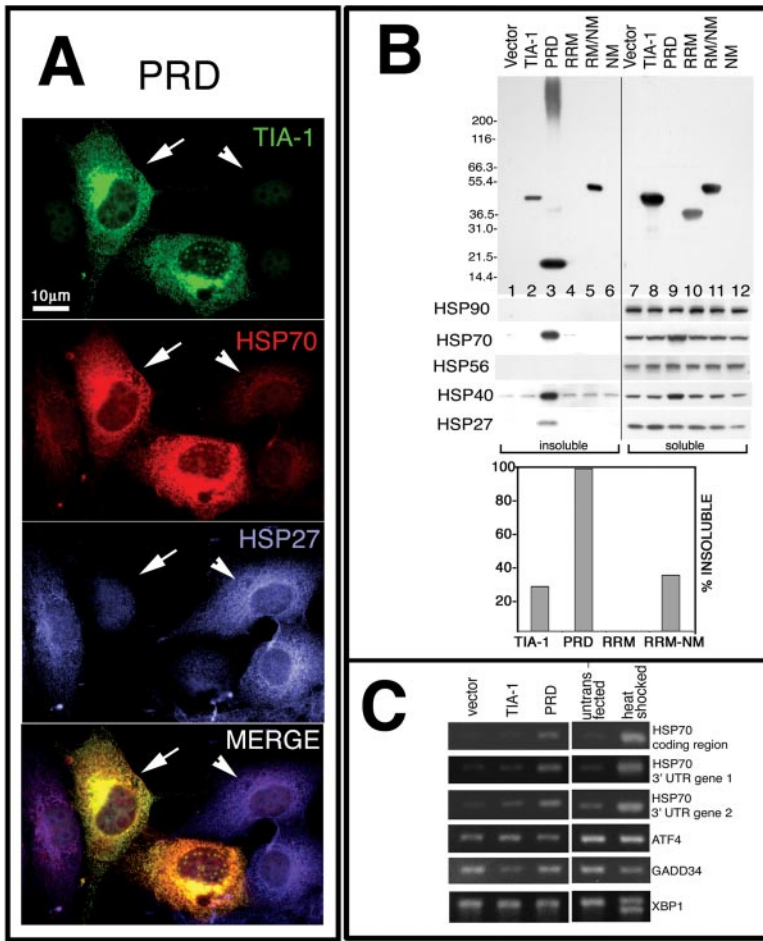 A
PRD
TIA-1
10μm
HSP70
HSP27
MERGE
B
Vector
TIA-1
PRD
RRM
RM/NM
NM
Vector
TIA-1
PRD
RRM
RM/NM
NM
200-
116-
66.3-
55.4-
36.5-
31.0-
21.5-
14.4-
1 2 3 4 5 6 7 8 9 10 11 12
HSP90
HSP70
HSP56
HSP40
HSP27
insoluble soluble
100
80
60
40
20
% INSOLUBLE
TIA-1 PRD RRM RRM-NM
C
vector
TIA-1
PRD
untrans
fected
heat
shocked
HSP70
coding region
HSP70
3' UTR gene 1
HSP70
3' UTR gene 2
ATF4
GADD34
XBP1